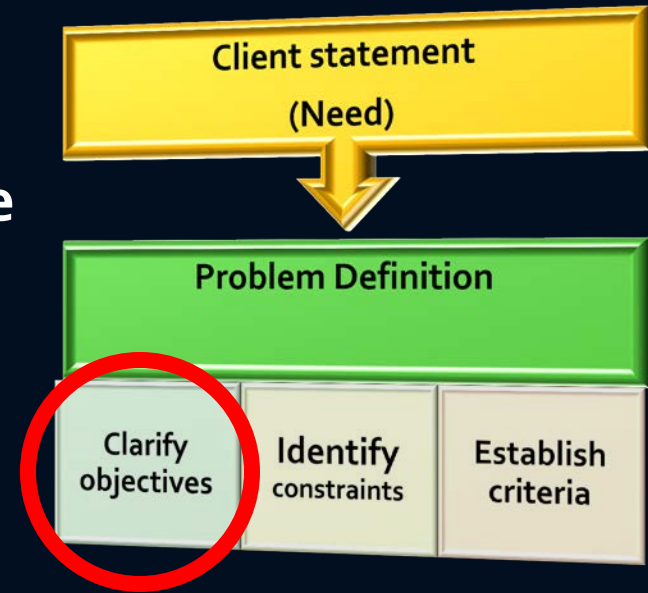 Client statement
(Need)
e
Problem Definition
Clarify
objectives
Identify
constraints
Establish
criteria